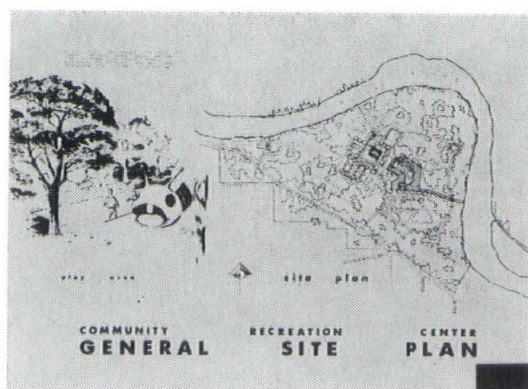 play area
site plan
COMMUNITY RECREATION CENTER
GENERAL SITE PLAN